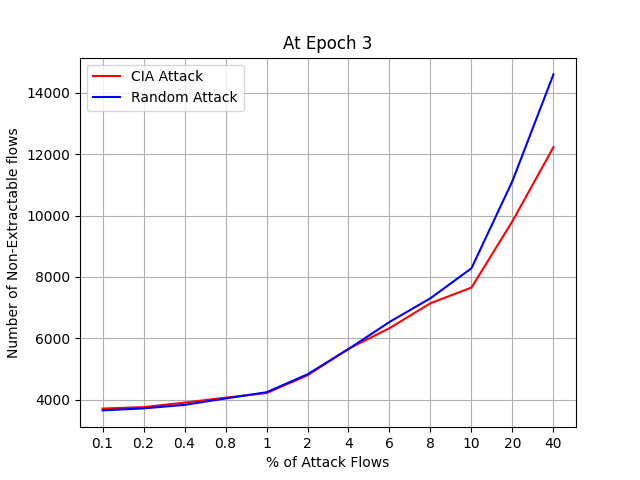 At Epoch 3
CIA Attack
Random Attack
Number of Non-Extractable flows
14000
12000
10000
8000
6000
4000
0.1 0.2 0.4 0.8 1 2 4 6 8 10 20 40
% of Attack Flows